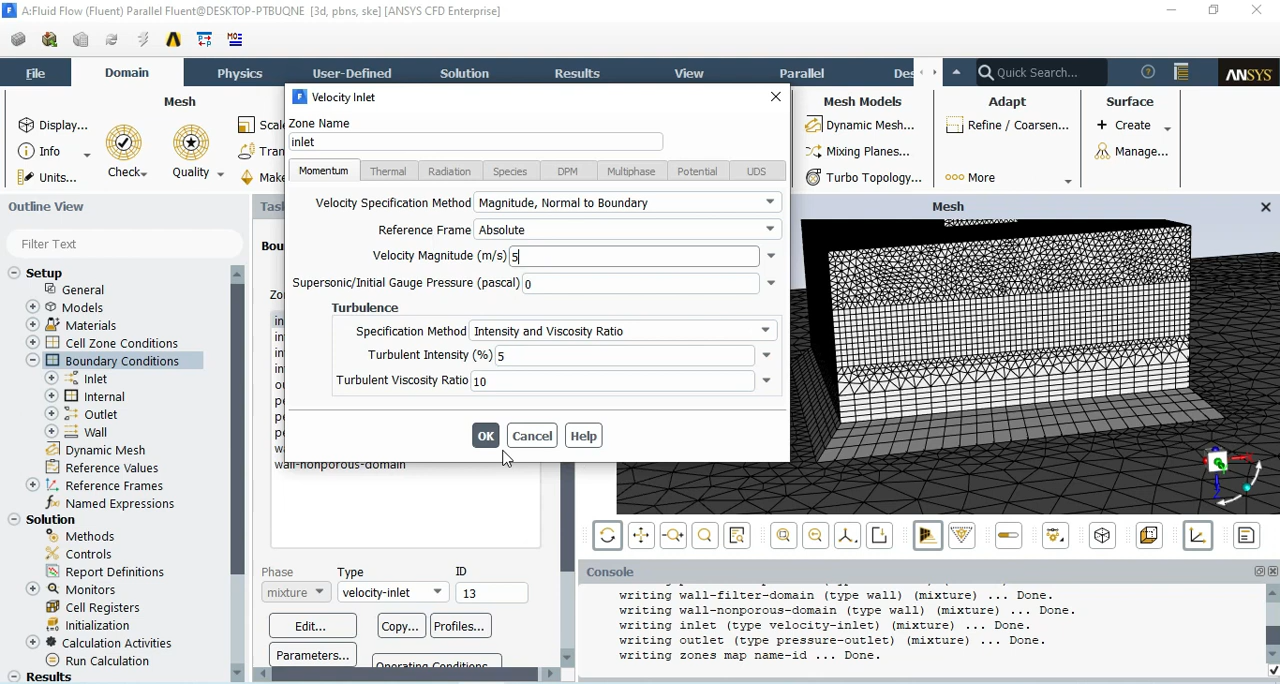 A:Fluid Flow (Fluent) Parallel Fluent@DESKTOP-PTBUQNE [3d, pbns, ske] [ANSYS CFD Enterprise]
File Domain Physics User-Defined Solution Results View Parallel Quick Search... ANSYS
Mesh
Display...
Info
Units...
Check
Quality
Mesh Models
Dynamic Mesh...
Mixing Planes...
Turbo Topology...
Adapt
Refine / Coarsen...
More
Surface
Create
Manage...
Velocity Inlet
Zone Name
inlet
Momentum Thermal Radiation Species DPM Multiphase Potential UDS
Velocity Specification Method Magnitude, Normal to Boundary
Reference Frame Absolute
Velocity Magnitude (m/s) 5
Supersonic/Initial Gauge Pressure (pascal) 0
Turbulence
Specification Method Intensity and Viscosity Ratio
Turbulent Intensity (%) 5
Turbulent Viscosity Ratio 10
OK Cancel Help
Outline View
Filter Text
Setup
General
Models
Materials
Cell Zone Conditions
Boundary Conditions
Inlet
Internal
Outlet
Wall
Dynamic Mesh
Reference Values
Reference Frames
Named Expressions
Solution
Methods
Controls
Report Definitions
Monitors
Cell Registers
Initialization
Calculation Activities
Run Calculation
Results
wall-nonporous-domain
Phase Type ID
mixture velocity-inlet 13
Edit... Copy... Profiles...
Parameters... Operating Conditions...
Mesh
Console
writing wall-filter-domain (type wall) (mixture) ... Done.
writing wall-nonporous-domain (type wall) (mixture) ... Done.
writing inlet (type velocity-inlet) (mixture) ... Done.
writing outlet (type pressure-outlet) (mixture) ... Done.
writing zones map name-id ... Done.